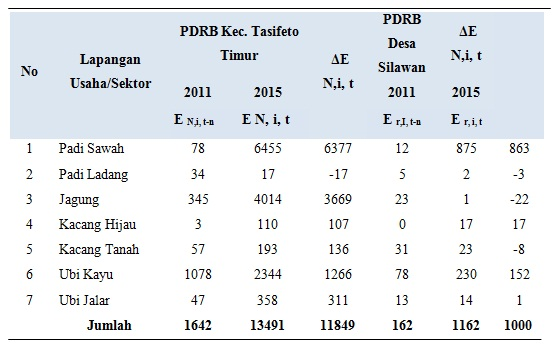 No Lapangan Usaha/Sektor PDRB Kec. Tasifeto Timur ΔE N,i, t PDRB Desa Silawan ΔE N,i, t
2011 2015 2011 2015
E N,i, t-n E N, i, t E r,I, t-n E r, i, t
1 Padi Sawah 78 6455 6377 12 875 863
2 Padi Ladang 34 17 -17 5 2 -3
3 Jagung 345 4014 3669 23 1 -22
4 Kacang Hijau 3 110 107 0 17 17
5 Kacang Tanah 57 193 136 31 23 -8
6 Ubi Kayu 1078 2344 1266 78 230 152
7 Ubi Jalar 47 358 311 13 14 1
Jumlah 1642 13491 11849 162 1162 1000